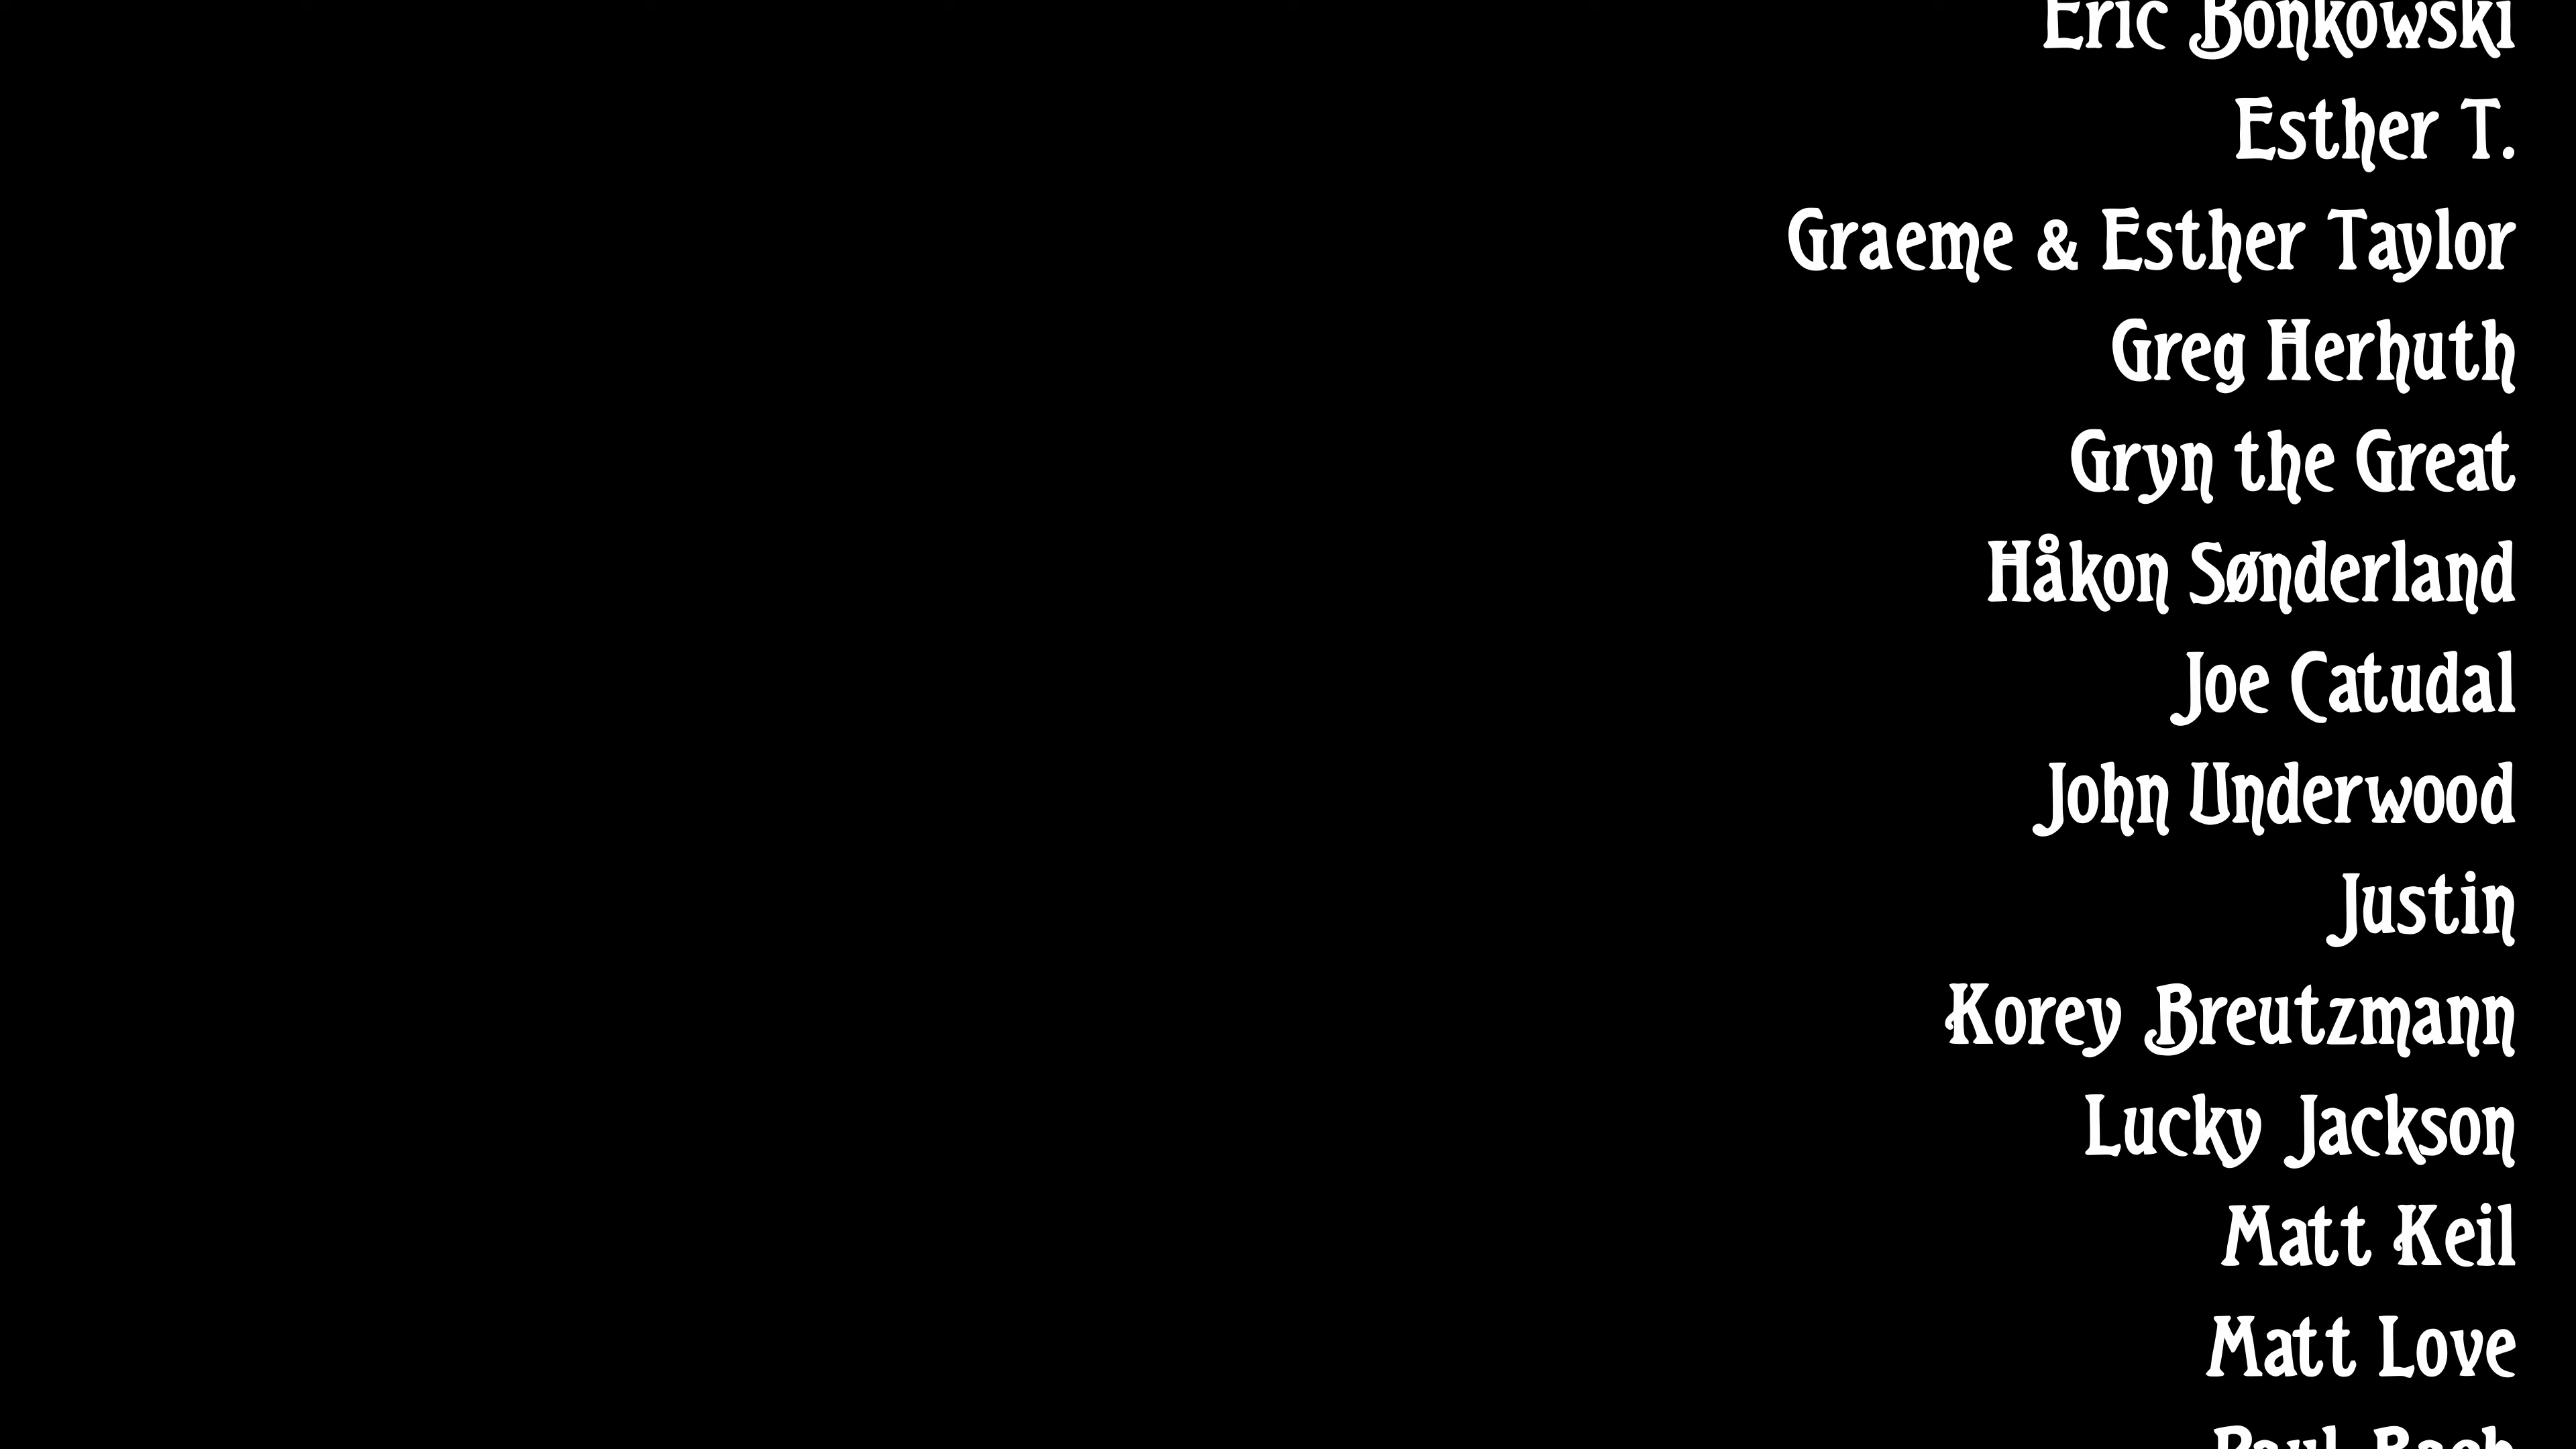 Eric Bonkowski
Esther T.
Graeme & Esther Taylor
Greg Herhuth
Gryn the Great
Håkon Sønderland
Joe Catudal
John Underwood
Justin
Korey Breutzmann
Lucky Jackson
Matt Keil
Matt Love
Paul